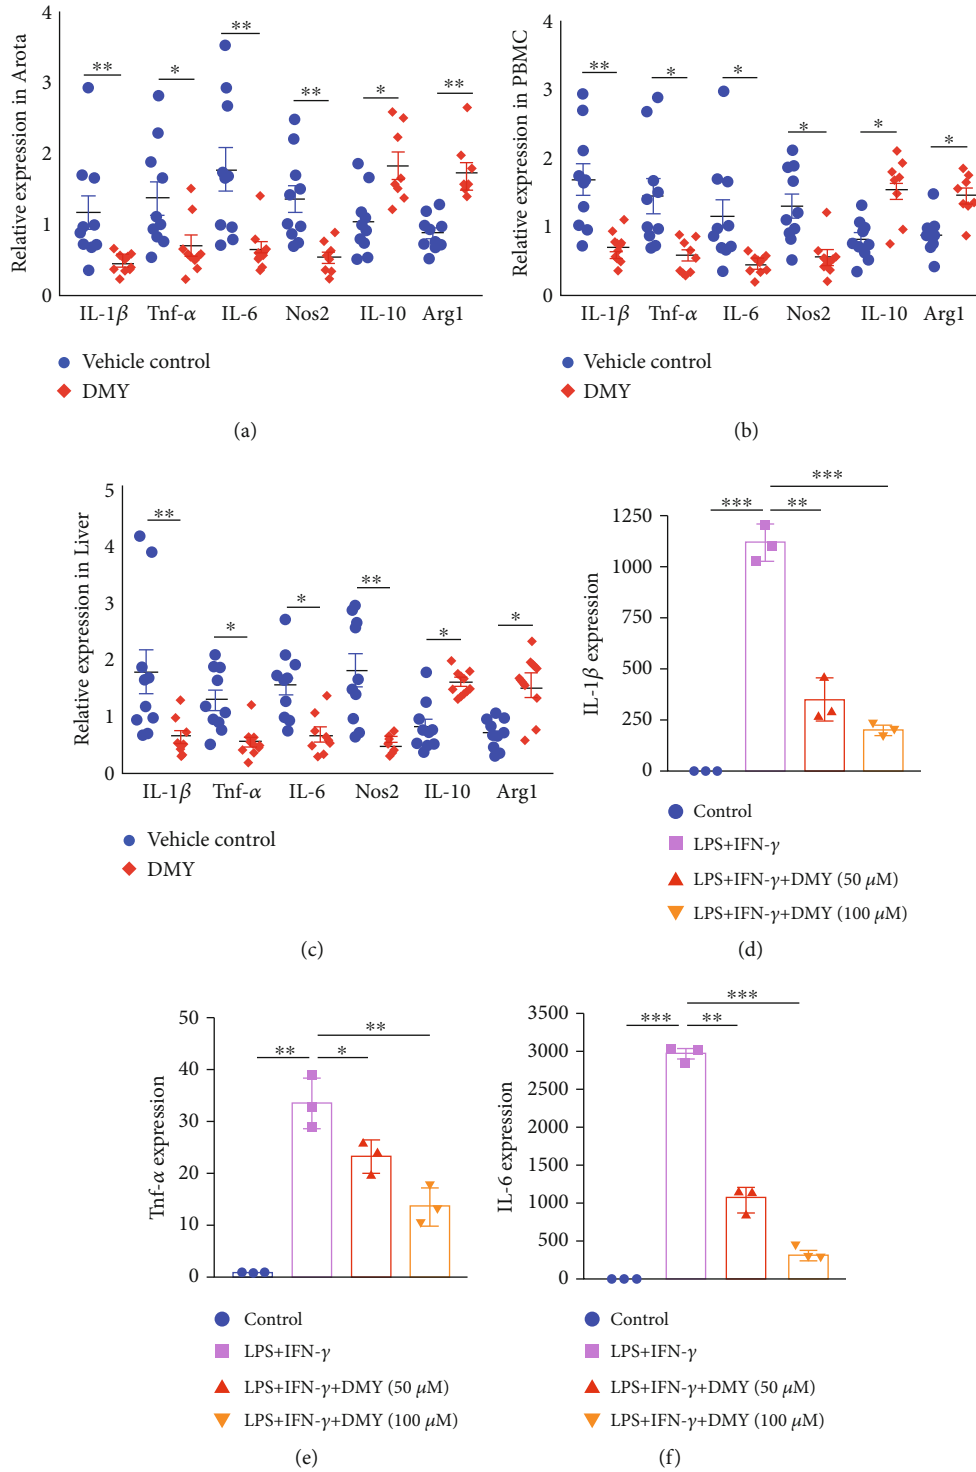 Relative expression in Arota
4
3
2
1
0
**
*
**
**
*
**
IL-1β Tnf-α IL-6 Nos2 IL-10 Arg1
Vehicle control
DMY
(a)
Relative expression in PBMC
4
3
2
1
0
**
*
*
*
*
*
IL-1β Tnf-α IL-6 Nos2 IL-10 Arg1
Vehicle control
DMY
(b)
Relative expression in Liver
5
4
3
2
1
0
**
*
*
**
*
*
IL-1β Tnf-α IL-6 Nos2 IL-10 Arg1
Vehicle control
DMY
(c)
IL-1β expression
1250
1000
750
500
250
0
***
***
**
Control
LPS+IFN-γ
LPS+IFN-γ+DMY (50 μM)
LPS+IFN-γ+DMY (100 μM)
(d)
Tnf-α expression
50
40
30
20
10
0
**
**
*
Control
LPS+IFN-γ
LPS+IFN-γ+DMY (50 μM)
LPS+IFN-γ+DMY (100 μM)
(e)
IL-6 expression
3500
3000
2500
2000
1500
1000
500
0
***
***
**
Control
LPS+IFN-γ
LPS+IFN-γ+DMY (50 μM)
LPS+IFN-γ+DMY (100 μM)
(f)